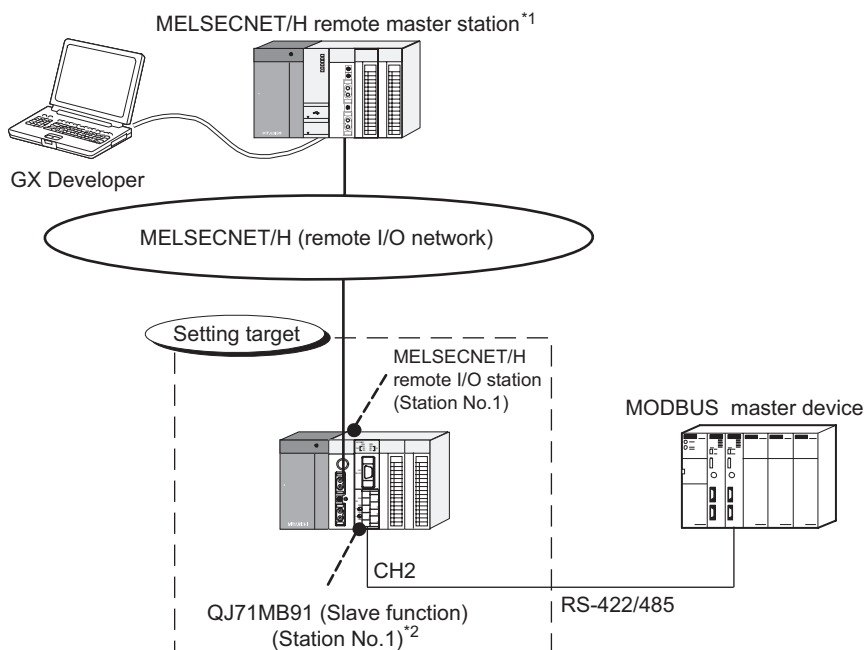 MELSECNET/H remote master station*1
GX Developer
MELSECNET/H (remote I/O network)
Setting target
MELSECNET/H
remote I/O station
(Station No.1)
MODBUS master device
CH2
RS-422/485
QJ71MB91 (Slave function)
(Station No.1)*2